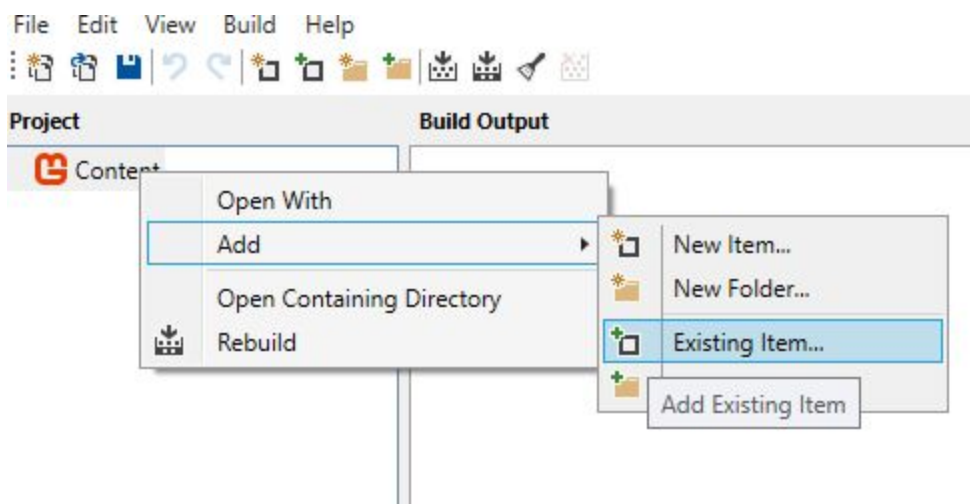 File Edit View Build Help
Project Build Output
Content
Open With
Add
New Item...
New Folder...
Open Containing Directory
Rebuild
Existing Item...
Add Existing Item